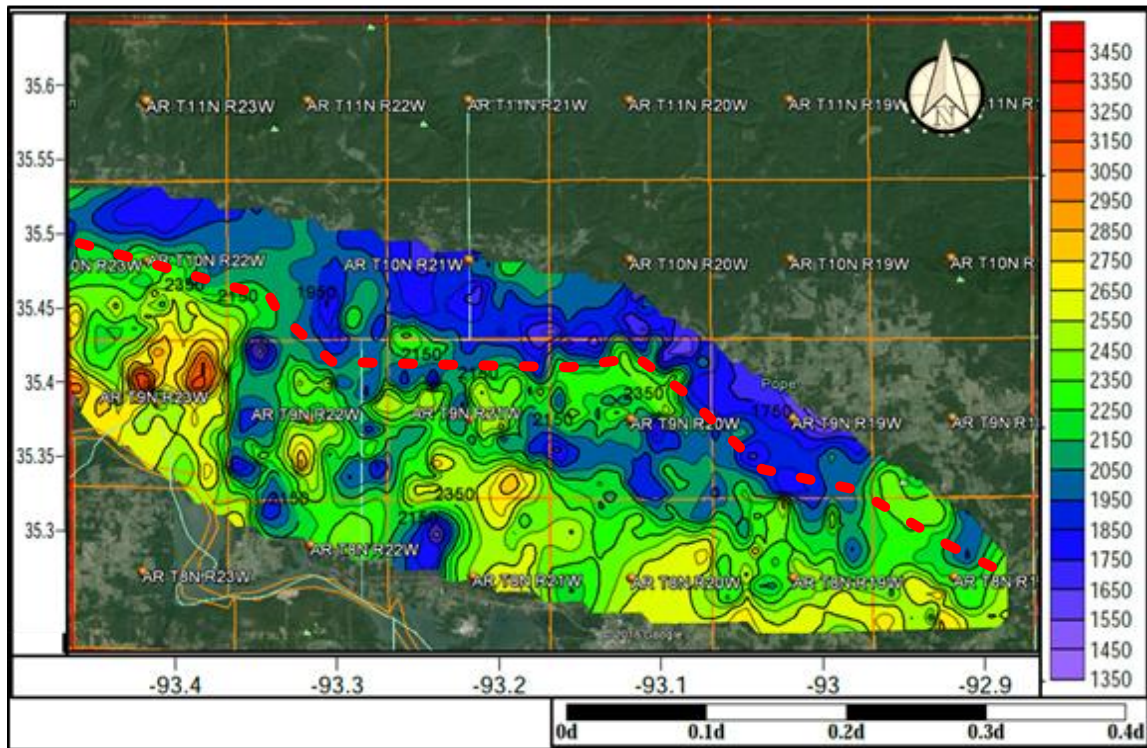 35.6
35.55
35.5
35.45
35.4
35.35
35.3
AR T11N R23W
AR T11N R22W
AR T11N R21W
AR T11N R20W
AR T11N R19W
11N R1
N
0N R23W
AR T10N R22W
AR T10N R21W
AR T10N R20W
AR T10N R19W
AR T10N R
2350
2150
1950
2150
Pope
AR T9N R23W
AR T9N R22W
AR T9N R21W
2150
2350
AR T9N R20W
1750
AR T9N R19W
AR T9N R1
2350
AR T8N R23W
AR T8N R22W
AR T8N R21W
AR T8N R20W
AR T8N R19W
AR T8N R1
-93.4
-93.3
-93.2
-93.1
-93
-92.9
3450
3350
3250
3150
3050
2950
2850
2750
2650
2550
2450
2350
2250
2150
2050
1950
1850
1750
1650
1550
1450
1350
0d
0.1d
0.2d
0.3d
0.4d